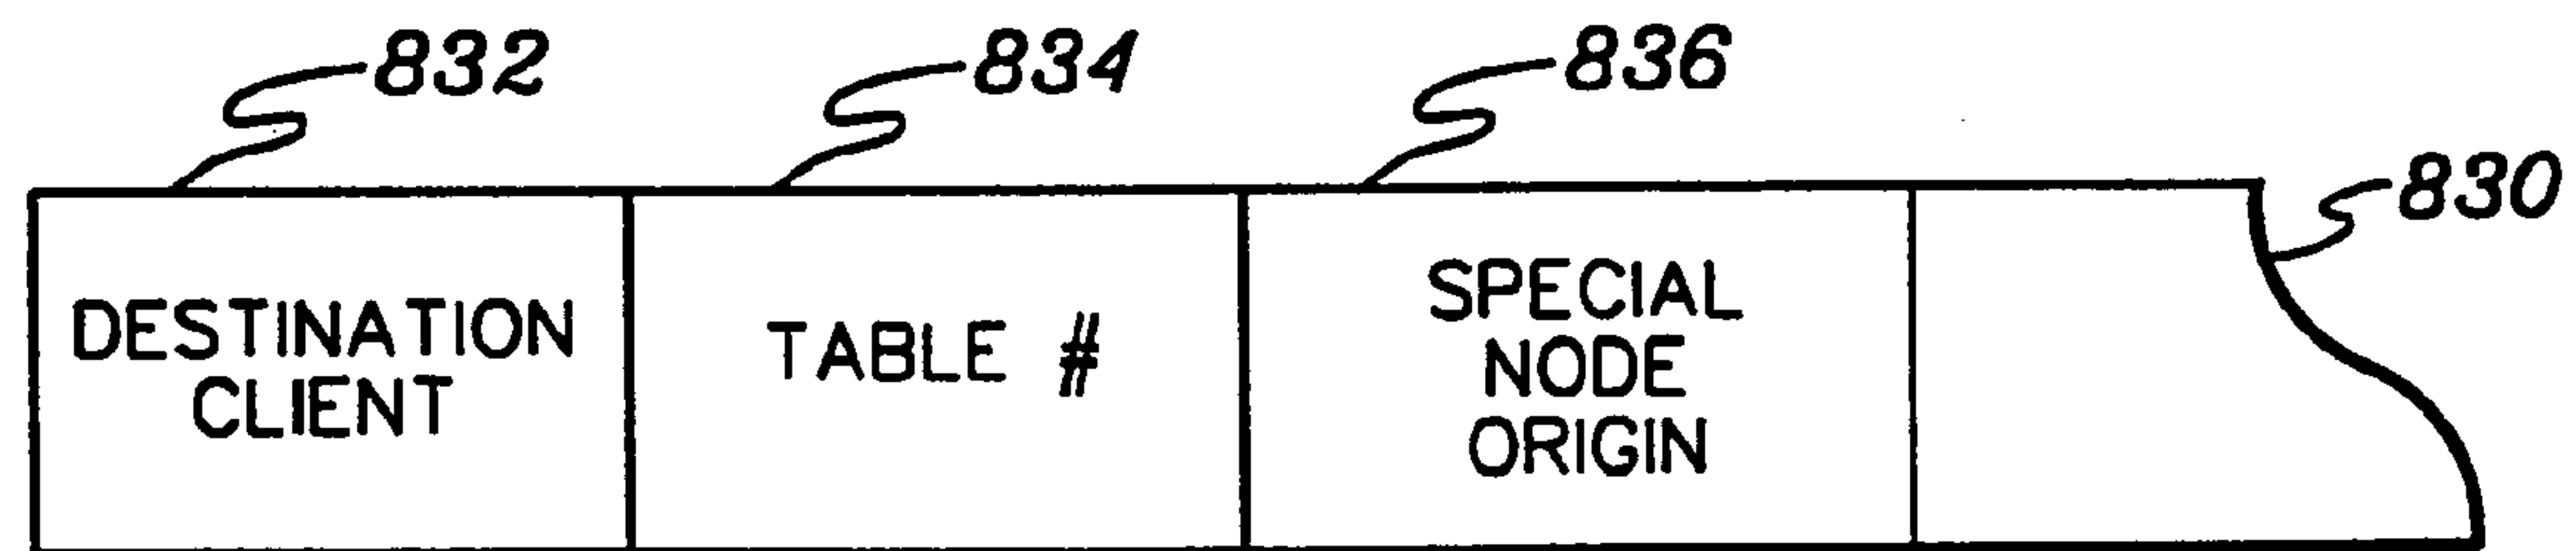 832
834
836
830
DESTINATION
CLIENT
TABLE #
SPECIAL
NODE
ORIGIN